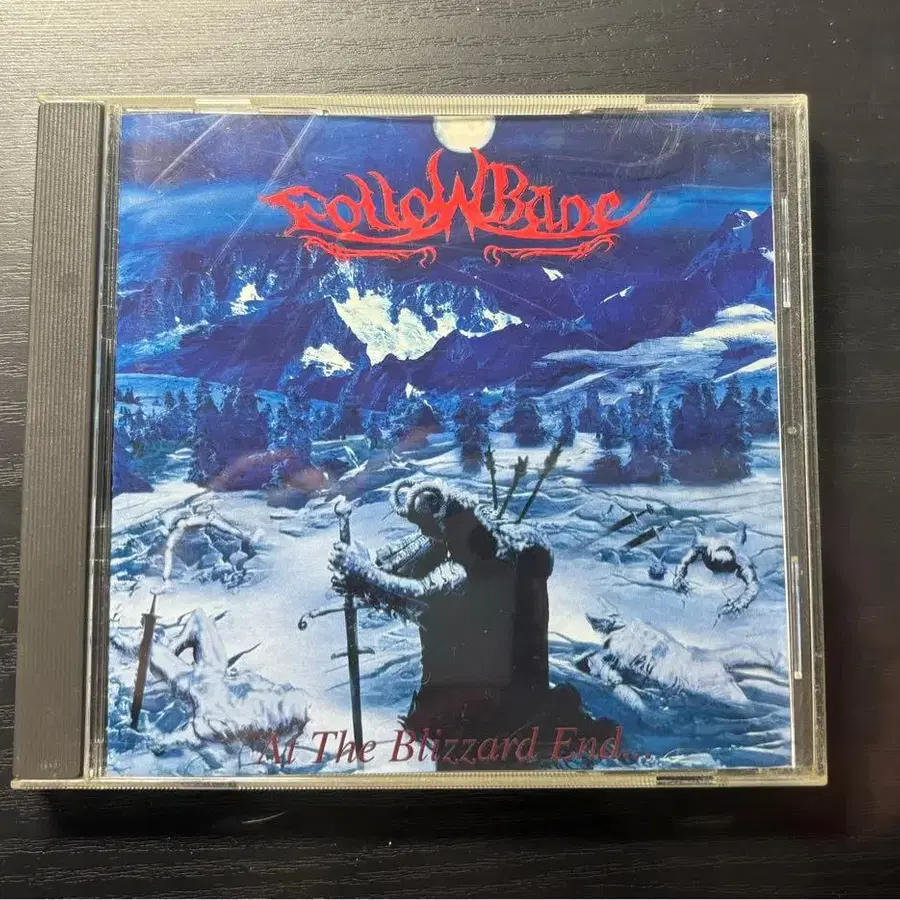 FollowBane
At The Blizzard End...